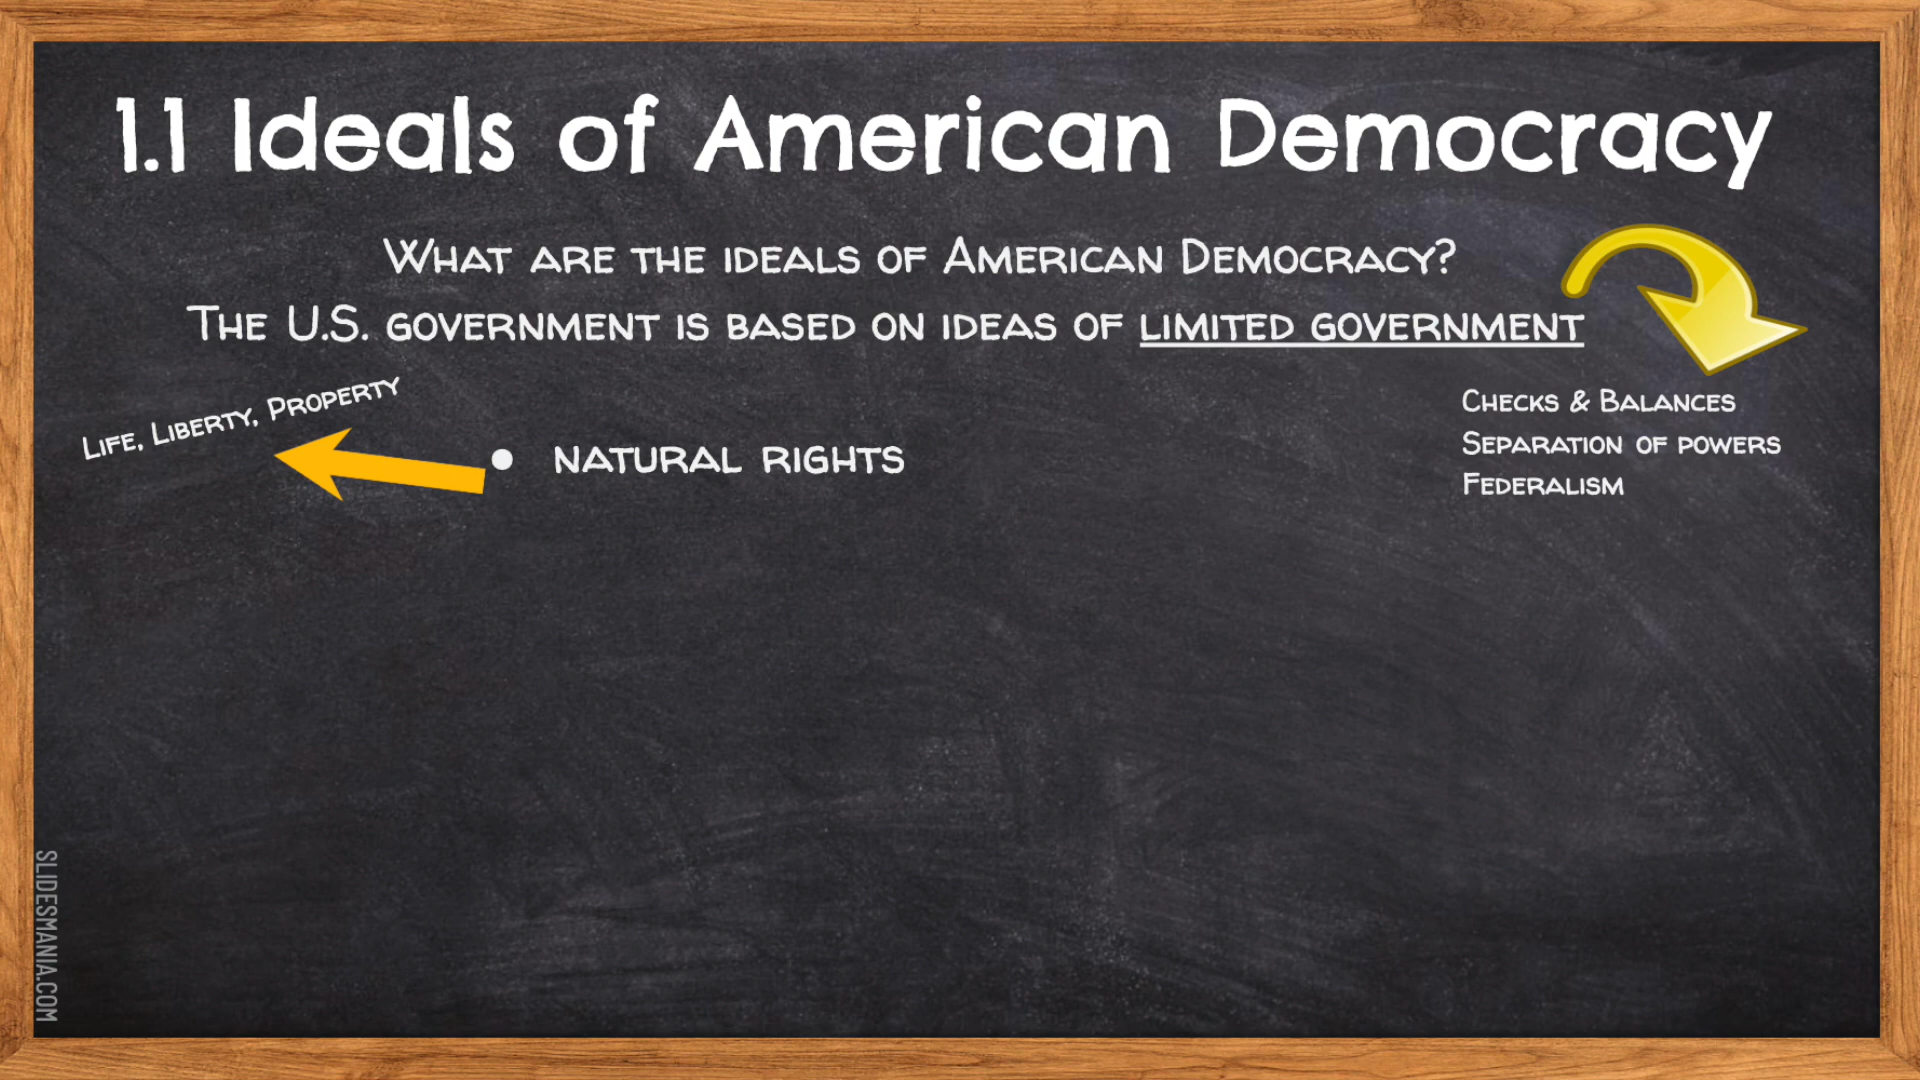 1.1 Ideals of American Democracy
What are the ideals of American Democracy?
The U.S. government is based on ideas of limited government
Life, Liberty, Property
• natural rights
Checks & Balances
Separation of powers
Federalism
SLIDESMANIA.COM